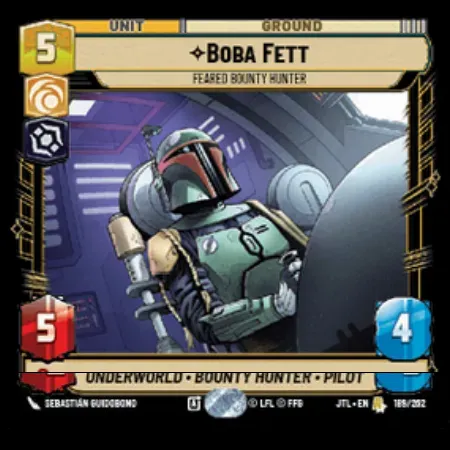 UNIT GROUND
5
BOBA FETT
FEARED BOUNTY HUNTER
5 4
UNDERWORLD • BOUNTY HUNTER • PILOT
SEBASTIÁN GUIDOBONO © LFL ® FFG JTL • EN 189/262